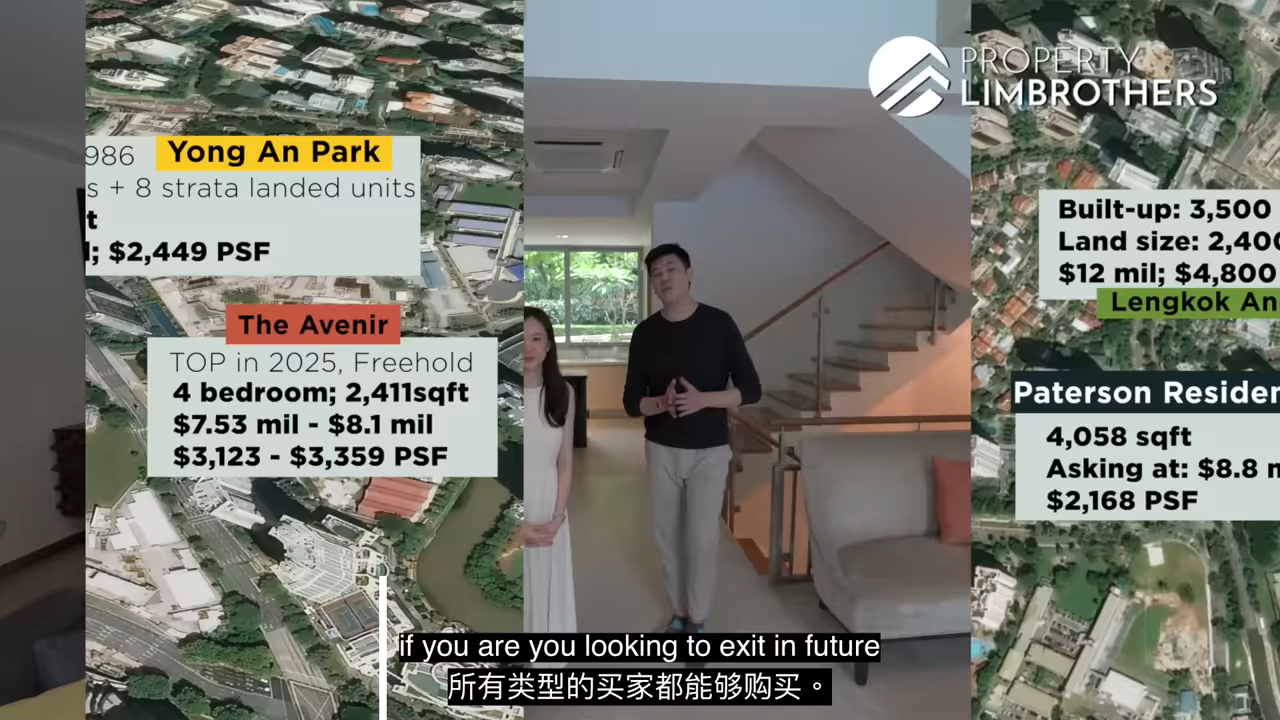 PROPERTY
LIMBROTHERS
986
Yong An Park
s + 8 strata landed units
t
; $2,449 PSF
The Avenir
TOP in 2025, Freehold
4 bedroom; 2,411sqft
$7.53 mil - $8.1 mil
$3,123 - $3,359 PSF
Built-up: 3,500
Land size: 2,400
$12 mil; $4,800
Lengkok An
Paterson Residen
4,058 sqft
Asking at: $8.8 m
$2,168 PSF
if you are you looking to exit in future
所有类型的买家都能够购买。